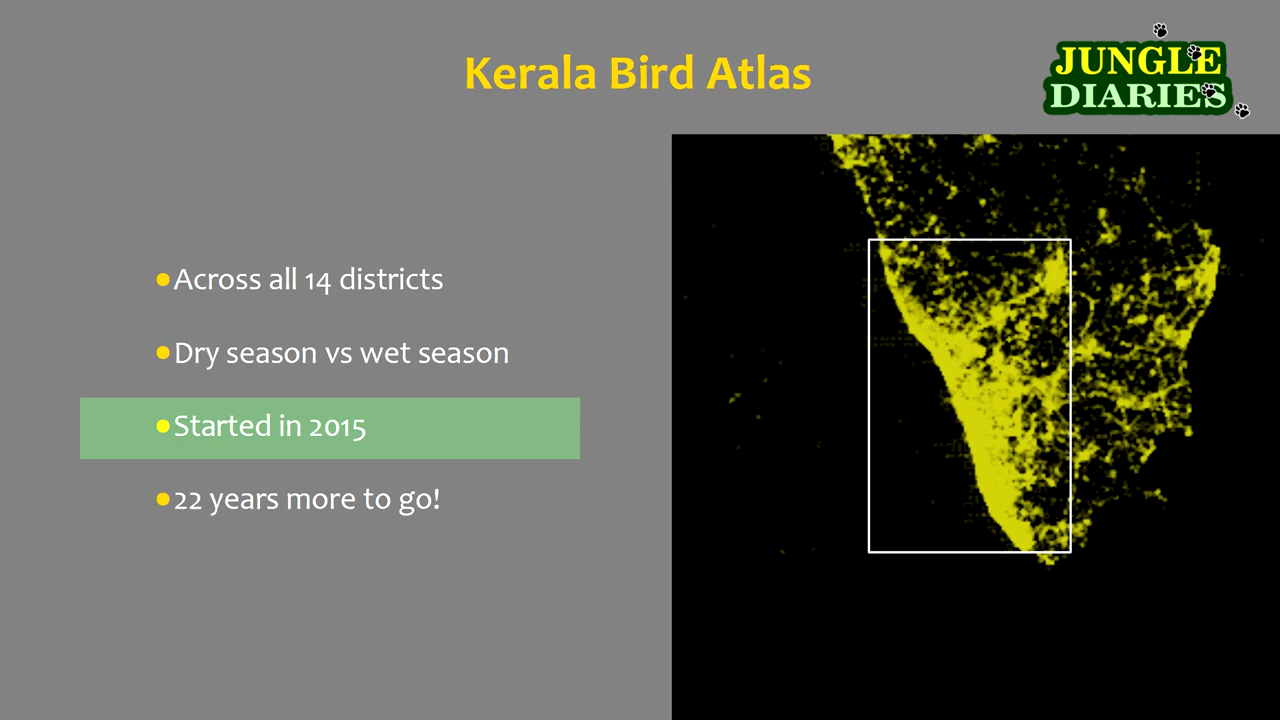 Kerala Bird Atlas
JUNGLE
DIARIES
Across all 14 districts
Dry season vs wet season
Started in 2015
22 years more to go!